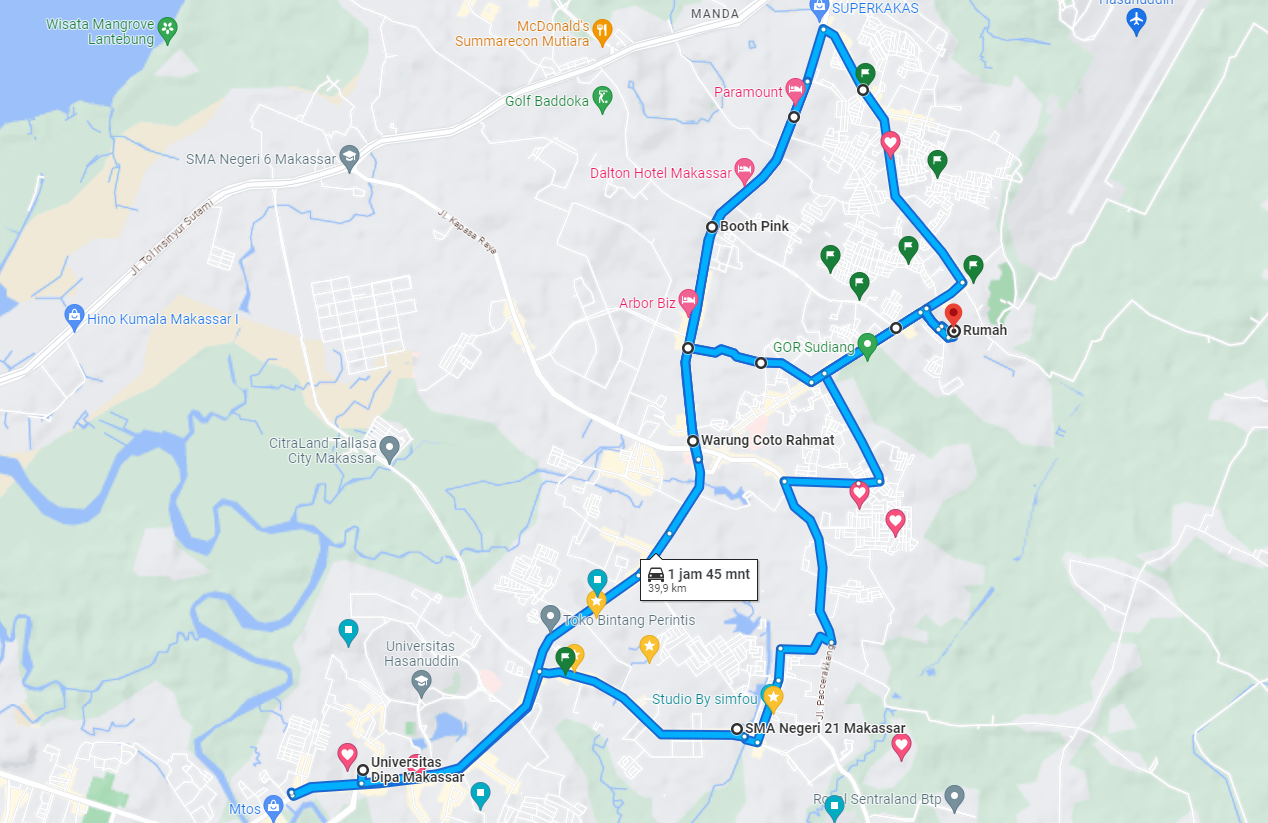 MANDA
SUPERKAKAS
Wisata Mangrove
Lantebung
McDonald's
Summarecon Mutiara
Paramount
Golf Baddoka
SMA Negeri 6 Makassar
Dalton Hotel Makassar
Jl. Tol Insinyur Sutami
Jl. Kapasa Raya
Booth Pink
Arbor Biz
Hino Kumala Makassar I
GOR Sudiang
Rumah
CitraLand Tallasa
City Makassar
Warung Coto Rahmat
1 jam 45 mnt
39,9 km
Toko Bintang Perintis
Universitas
Hasanuddin
Studio By simfou
Jl. Paccerakkang
SMA Negeri 21 Makassar
Universitas
Dipa Makassar
Mtos
Sentraland Btp